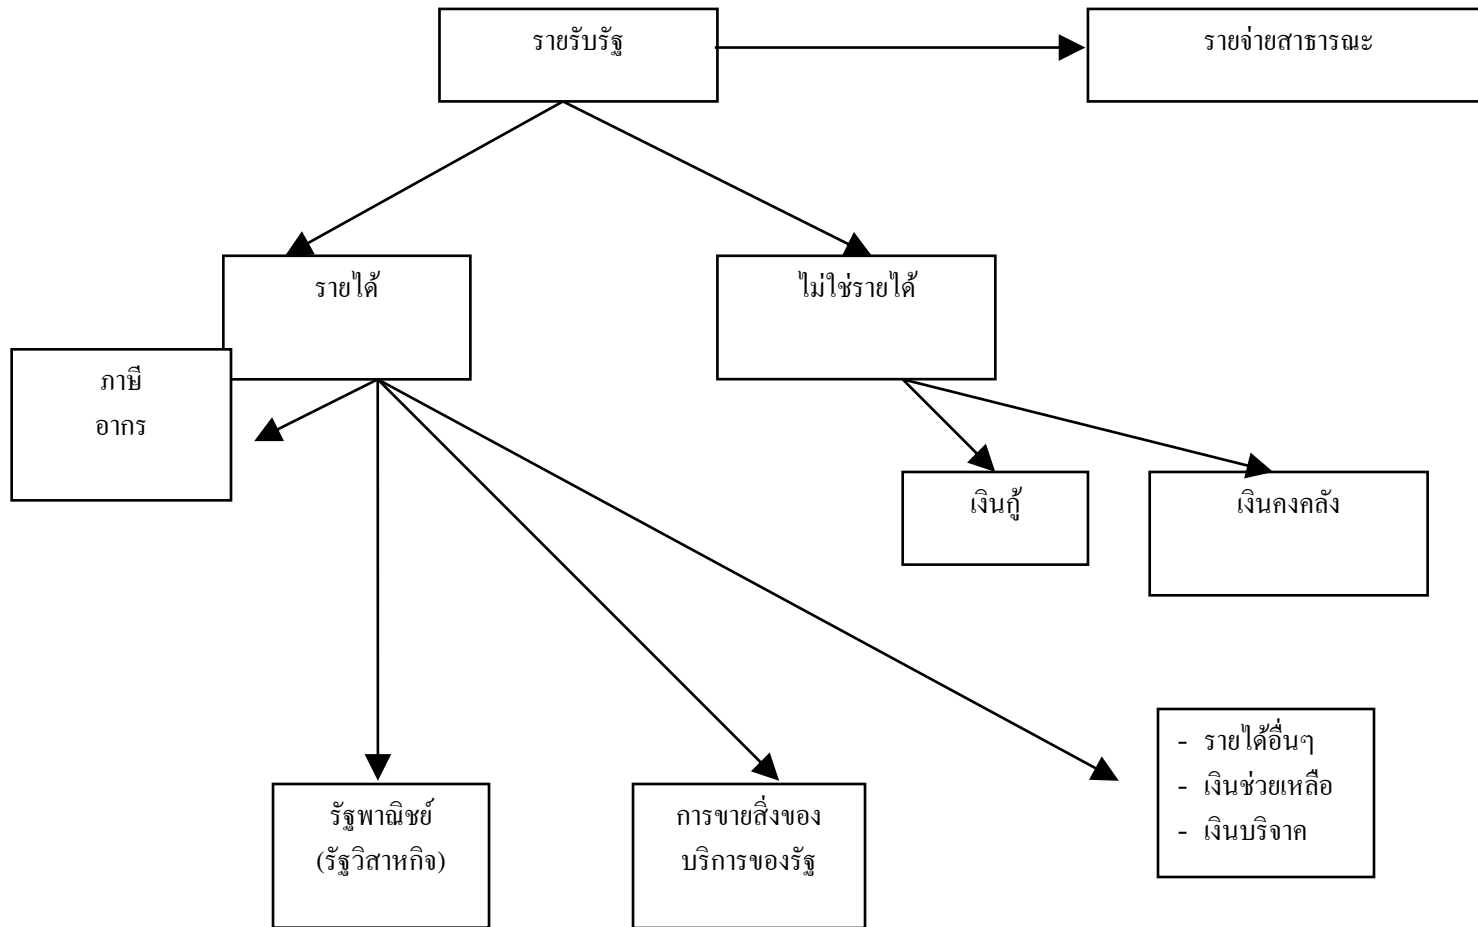 รายรับรัฐ
รายจ่ายสาธารณะ
รายได้
ไม่ใช่รายได้
ภาษี
อากร
เงินกู้
เงินคงคลัง
- รายได้อื่นๆ
- เงินช่วยเหลือ
- เงินบริจาค
รัฐพาณิชย์
(รัฐวิสาหกิจ)
การขายสิ่งของ
บริการของรัฐ